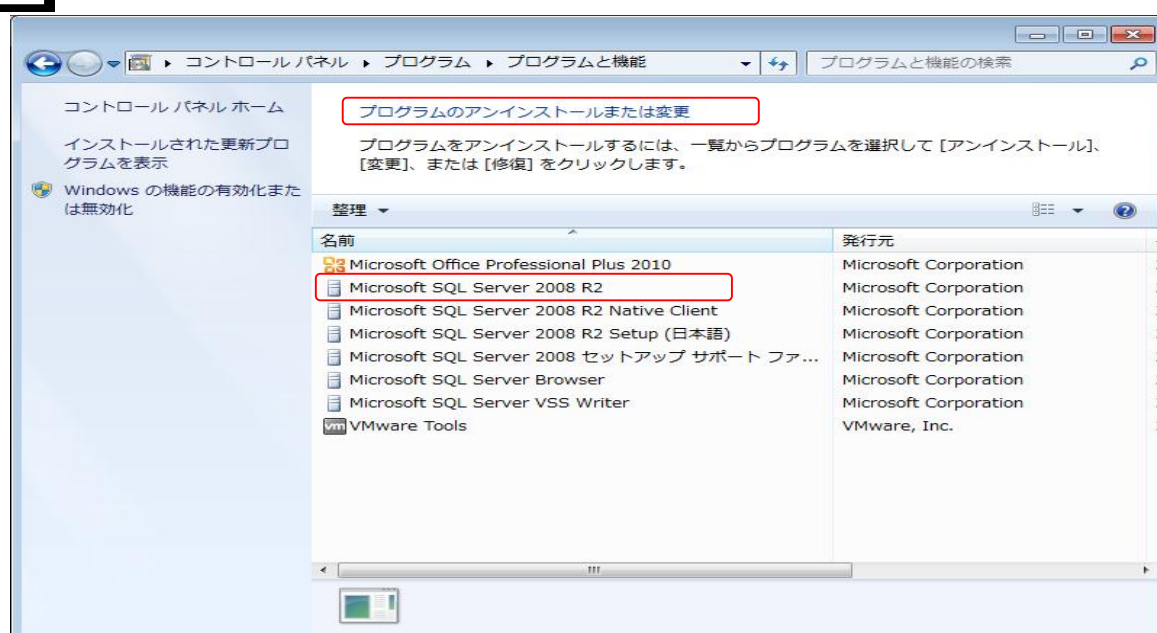 コントロール パネル ▸ プログラム ▸ プログラムと機能
プログラムと機能の検索
コントロール パネル ホーム
インストールされた更新プロ
グラムを表示
Windows の機能の有効化また
は無効化
プログラムのアンインストールまたは変更
プログラムをアンインストールするには、一覧からプログラムを選択して [アンインストール]、
[変更]、または [修復] をクリックします。
整理
名前 発行元
Microsoft Office Professional Plus 2010 Microsoft Corporation
Microsoft SQL Server 2008 R2 Microsoft Corporation
Microsoft SQL Server 2008 R2 Native Client Microsoft Corporation
Microsoft SQL Server 2008 R2 Setup (日本語) Microsoft Corporation
Microsoft SQL Server 2008 セットアップ サポート ファ... Microsoft Corporation
Microsoft SQL Server Browser Microsoft Corporation
Microsoft SQL Server VSS Writer Microsoft Corporation
vm VMware Tools VMware, Inc.